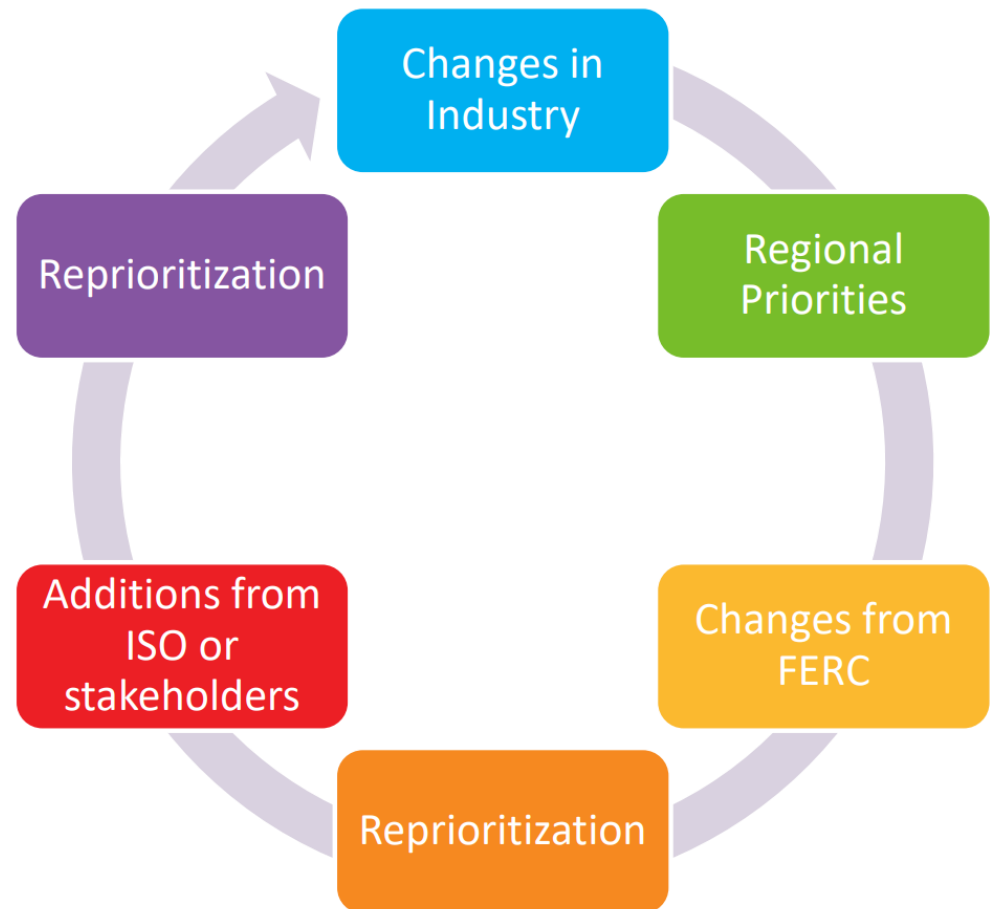 Changes in
Industry
Regional
Priorities
Changes from
FERC
Reprioritization
Additions from
ISO or
stakeholders
Reprioritization